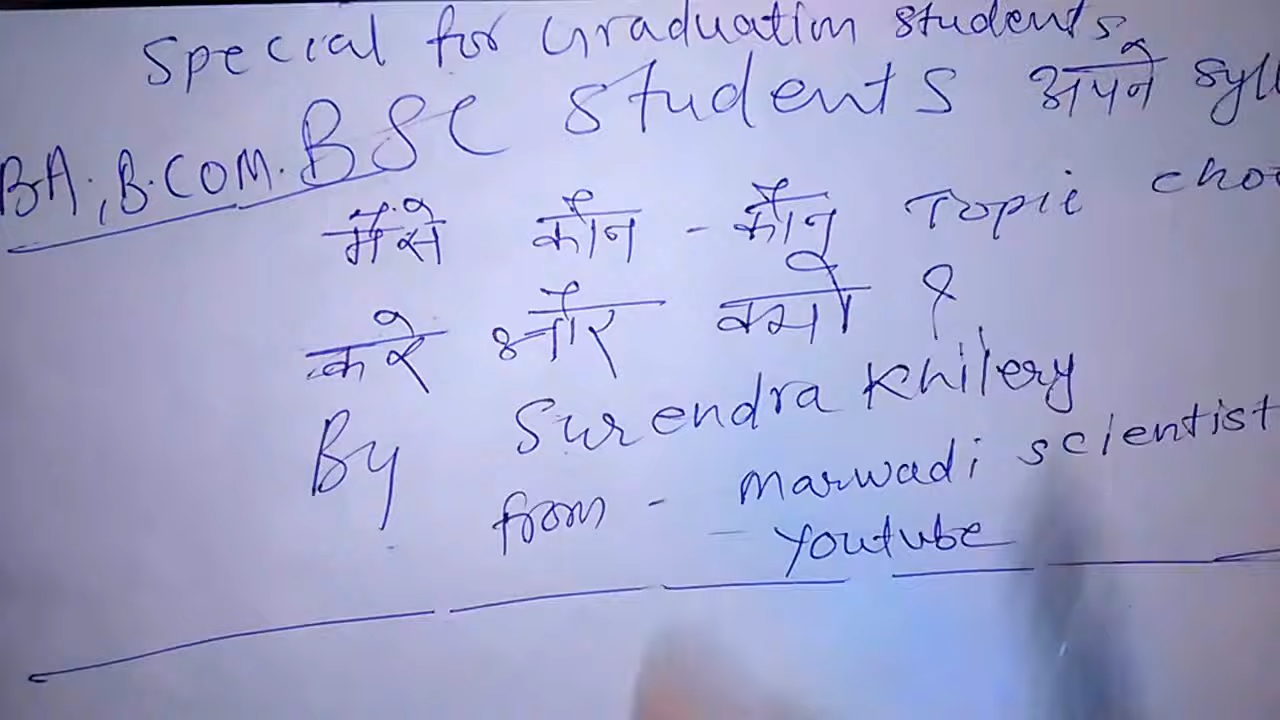 Special for Graduation students
BA, B.COM. BSC students अपने syll
मैंसे कौन - कौन Topic choo
करे और क्यो ?
By Surendra Khilery
from - marwadi scientist
youtube